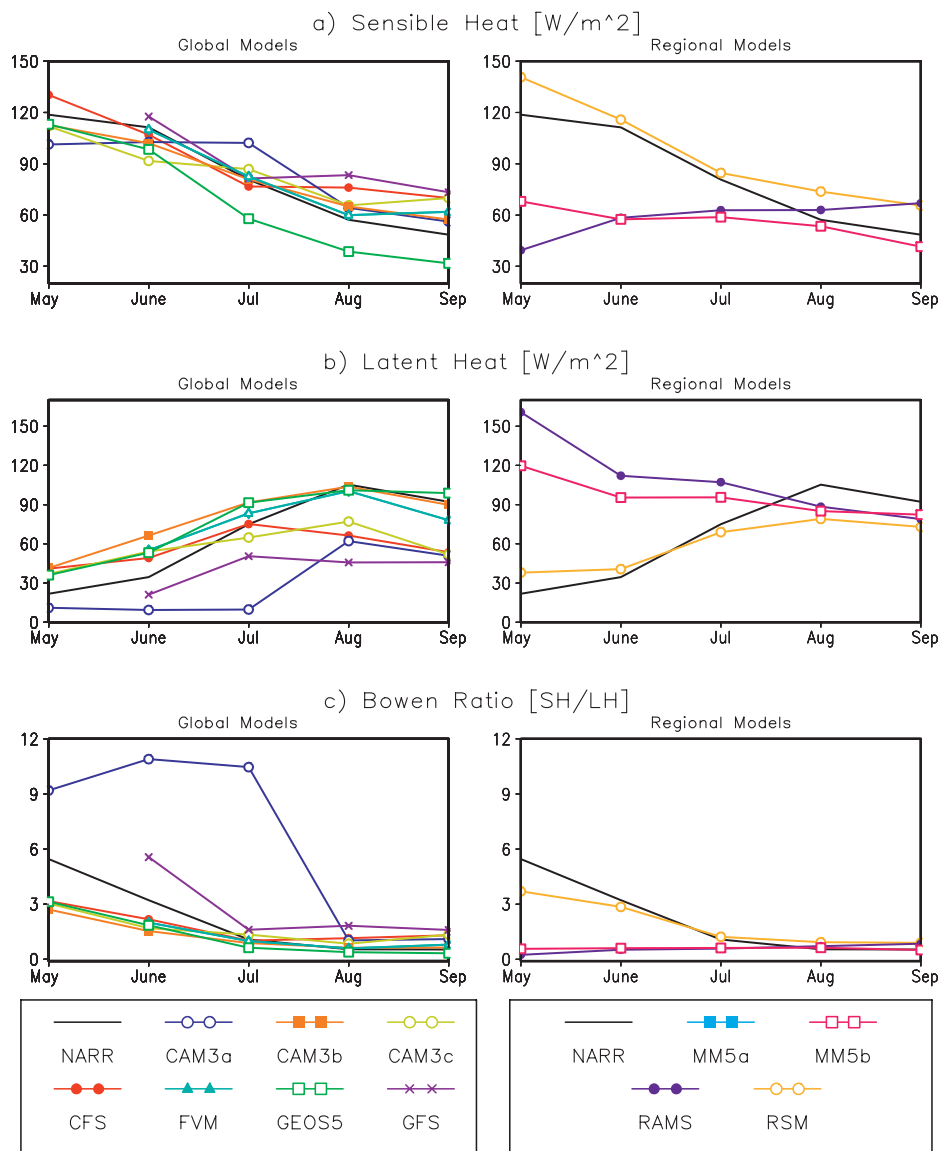 a) Sensible Heat [W/m^2]
Global Models
Regional Models
150
120
90
60
30
May June Jul Aug Sep
150
120
90
60
30
May June Jul Aug Sep
b) Latent Heat [W/m^2]
Global Models
Regional Models
150
120
90
60
30
0
May June Jul Aug Sep
150
120
90
60
30
0
May June Jul Aug Sep
c) Bowen Ratio [SH/LH]
Global Models
Regional Models
12
9
6
3
0
May June Jul Aug Sep
12
9
6
3
0
May June Jul Aug Sep
NARR CAM3a CAM3b CAM3c
CFS FVM GEOS5 GFS
NARR MM5a MM5b
RAMS RSM